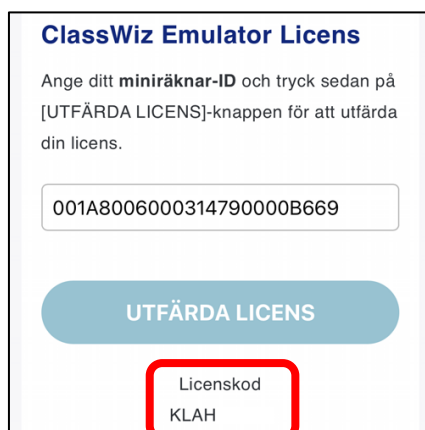 ClassWiz Emulator Licens
Ange ditt miniräknar-ID och tryck sedan på
[UTFÄRDA LICENS]-knappen för att utfärda
din licens.
001A8006000314790000B669
UTFÄRDA LICENS
Licenskod
KLAH